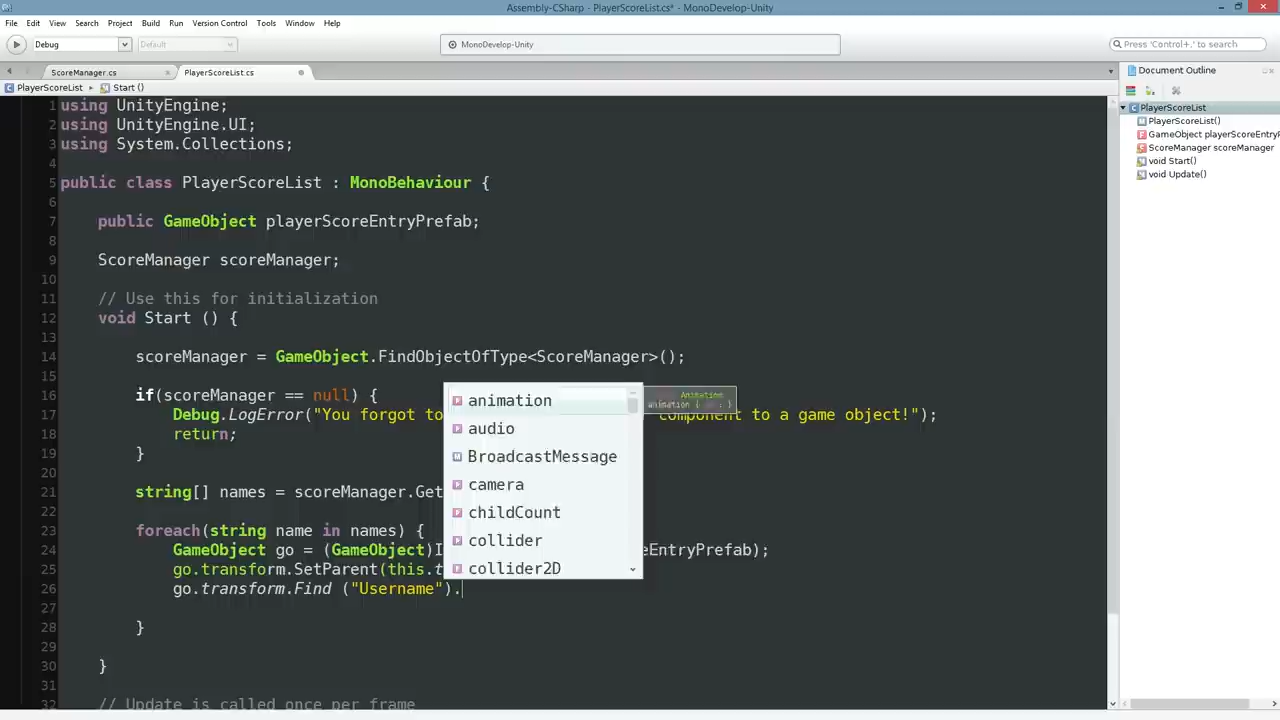 Assembly-CSharp - PlayerScoreList.cs* - MonoDevelop-Unity
File Edit View Search Project Build Run Version Control Tools Window Help
Debug Default MonoDevelop-Unity Press 'Control+,' to search
ScoreManager.cs PlayerScoreList.cs Document Outline
PlayerScoreList Start ()
1 using UnityEngine;
2 using UnityEngine.UI;
3 using System.Collections;
4
5 public class PlayerScoreList : MonoBehaviour {
6
7 public GameObject playerScoreEntryPrefab;
8
9 ScoreManager scoreManager;
10
11 // Use this for initialization
12 void Start () {
13
14 scoreManager = GameObject.FindObjectOfType<ScoreManager>();
15
16 if(scoreManager == null) {
17 Debug.LogError("You forgot to component to a game object!");
18 return;
19 }
20
21 string[] names = scoreManager.Get
22
23 foreach(string name in names) {
24 GameObject go = (GameObject)I eEntryPrefab);
25 go.transform.SetParent(this.t
26 go.transform.Find ("Username").
27
28 }
29
30 }
31
32 // Update is called once per frame
animation
audio
BroadcastMessage
camera
childCount
collider
collider2D
Animation
animation { : }
PlayerScoreList
PlayerScoreList()
GameObject playerScoreEntryP
ScoreManager scoreManager
void Start()
void Update()